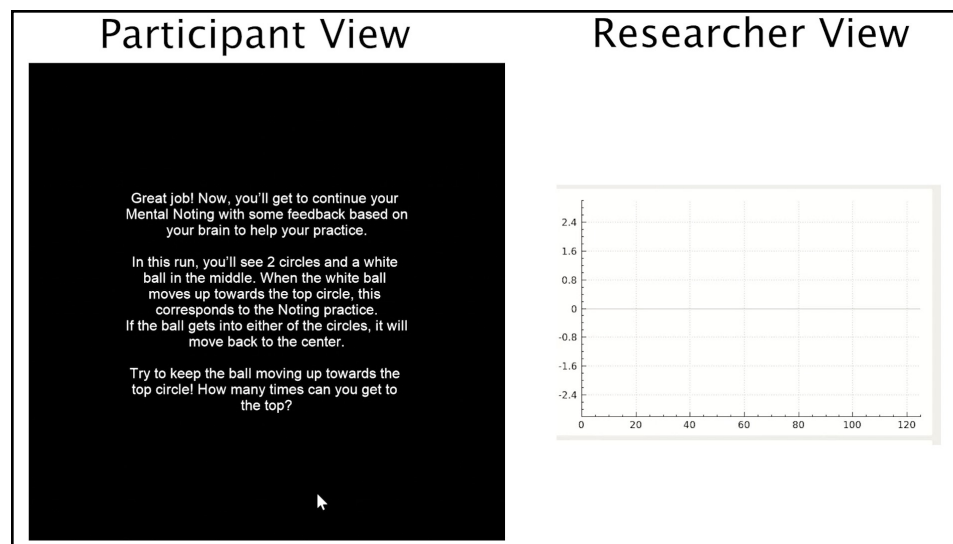 Participant View
Researcher View
Great job! Now, you'll get to continue your
Mental Noting with some feedback based on
your brain to help your practice.
In this run, you'll see 2 circles and a white
ball in the middle. When the white ball
moves up towards the top circle, this
corresponds to the Noting practice.
If the ball gets into either of the circles, it will
move back to the center.
Try to keep the ball moving up towards the
top circle! How many times can you get to
the top?
2.4
1.6
0.8
0
-0.8
-1.6
-2.4
0 20 40 60 80 100 120